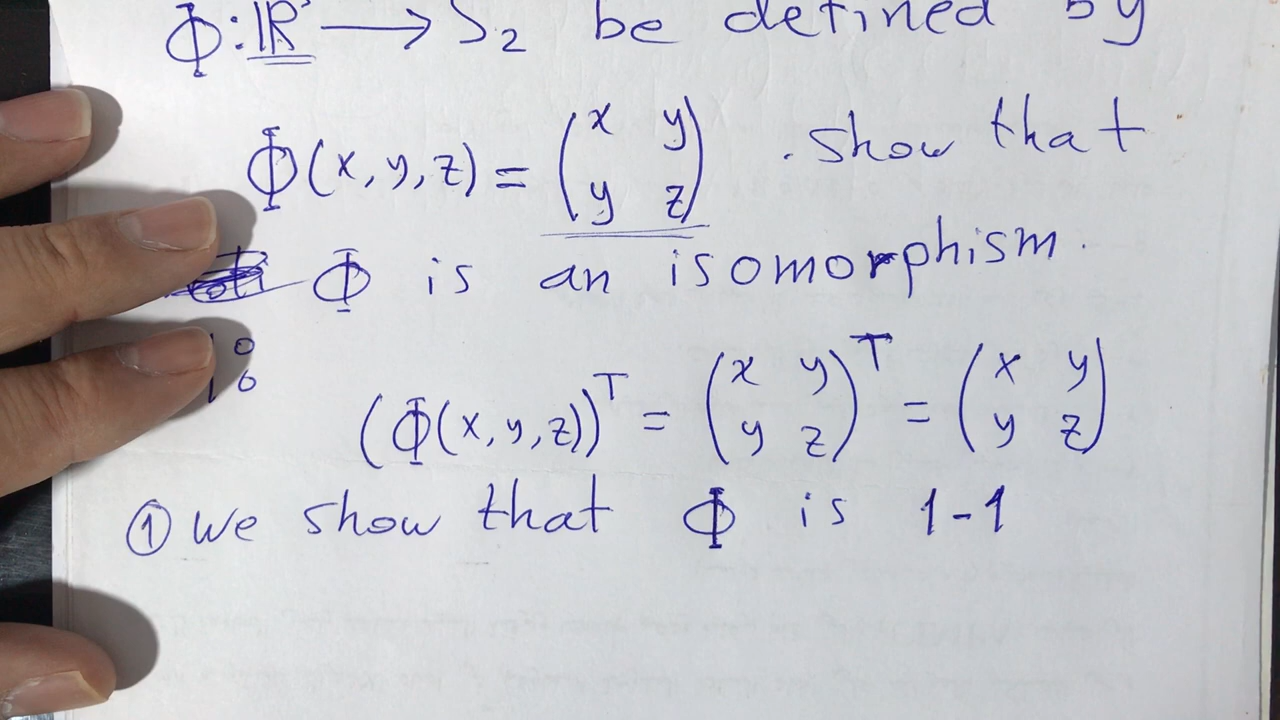 Φ: ℝ³ → S₂ be defined by
Φ(x, y, z) = (x y; y z) . show that
Φ is an isomorphism.
(Φ(x, y, z))ᵀ = (x y; y z)ᵀ = (x y; y z)
① we show that Φ is 1-1